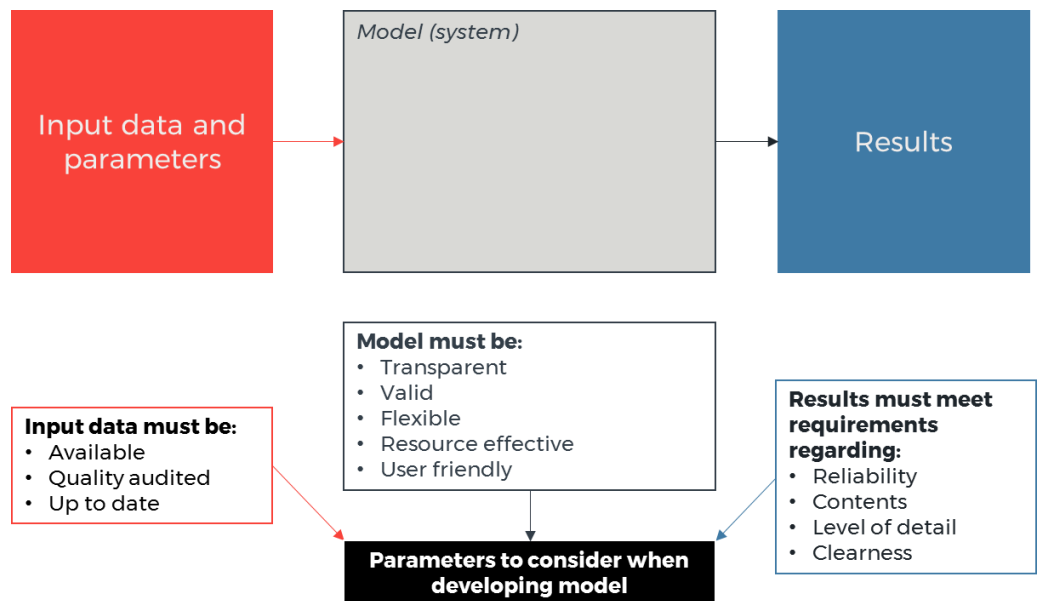 Input data and
parameters
Model (system)
Results
Input data must be:
• Available
• Quality audited
• Up to date
Model must be:
• Transparent
• Valid
• Flexible
• Resource effective
• User friendly
Results must meet
requirements
regarding:
• Reliability
• Contents
• Level of detail
• Clearness
Parameters to consider when
developing model